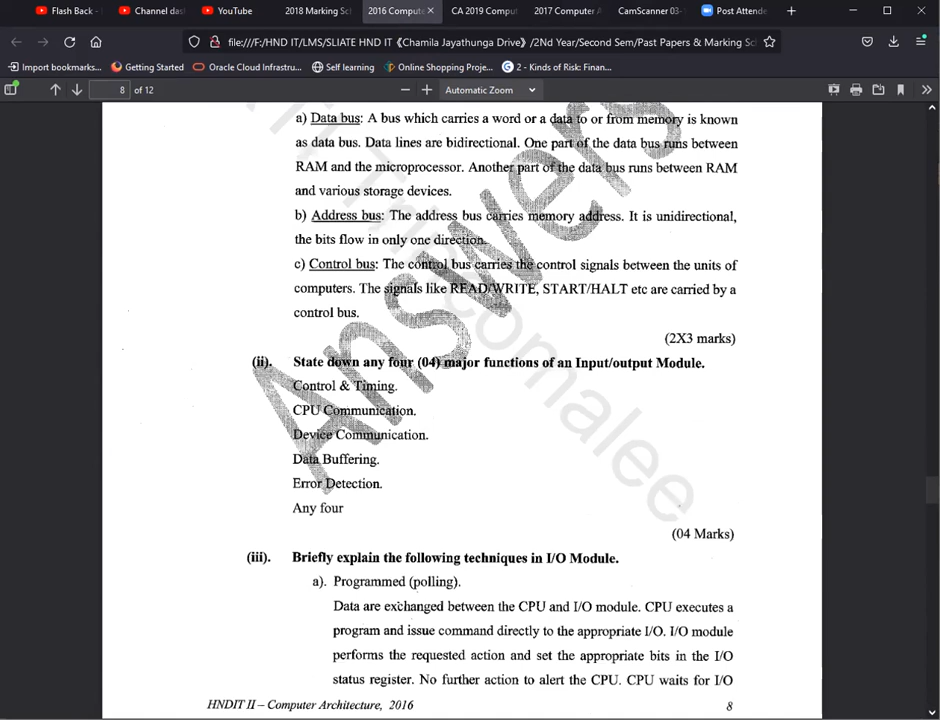 Flash Back -
Channel das
YouTube
2018 Marking Sc
2016 Compute
CA 2019 Comput
2017 Computer A
CamScanner 03-
Post Attende
file:///F:/HND IT/LMS/SLIATE HND IT《Chamila Jayathunga Drive》/2Nd Year/Second Sem/Past Papers & Marking Sc
Import bookmarks...
Getting Started
Oracle Cloud Infrastru...
Self learning
Online Shopping Proje...
2 - Kinds of Risk: Finan...
8 of 12
Automatic Zoom
a) Data bus: A bus which carries a word or a data to or from memory is known
as data bus. Data lines are bidirectional. One part of the data bus runs between
RAM and the microprocessor. Another part of the data bus runs between RAM
and various storage devices.
b) Address bus: The address bus carries memory address. It is unidirectional,
the bits flow in only one direction.
c) Control bus: The control bus carries the control signals between the units of
computers. The signals like READ/WRITE, START/HALT etc are carried by a
control bus.
(2X3 marks)
(ii). State down any four (04) major functions of an Input/output Module.
Control & Timing.
CPU Communication.
Device Communication.
Data Buffering.
Error Detection.
Any four
(04 Marks)
(iii). Briefly explain the following techniques in I/O Module.
a). Programmed (polling).
Data are exchanged between the CPU and I/O module. CPU executes a
program and issue command directly to the appropriate I/O. I/O module
performs the requested action and set the appropriate bits in the I/O
status register. No further action to alert the CPU. CPU waits for I/O
HNDIT II – Computer Architecture, 2016
8
Answers
Trincomalee